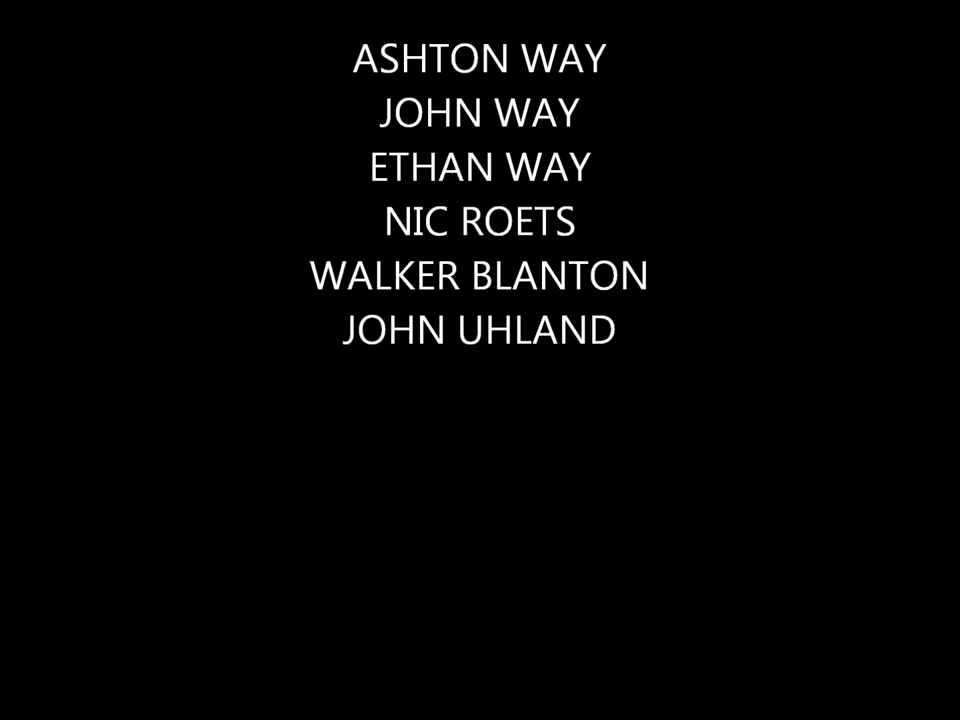 ASHTON WAY
JOHN WAY
ETHAN WAY
NIC ROETS
WALKER BLANTON
JOHN UHLAND